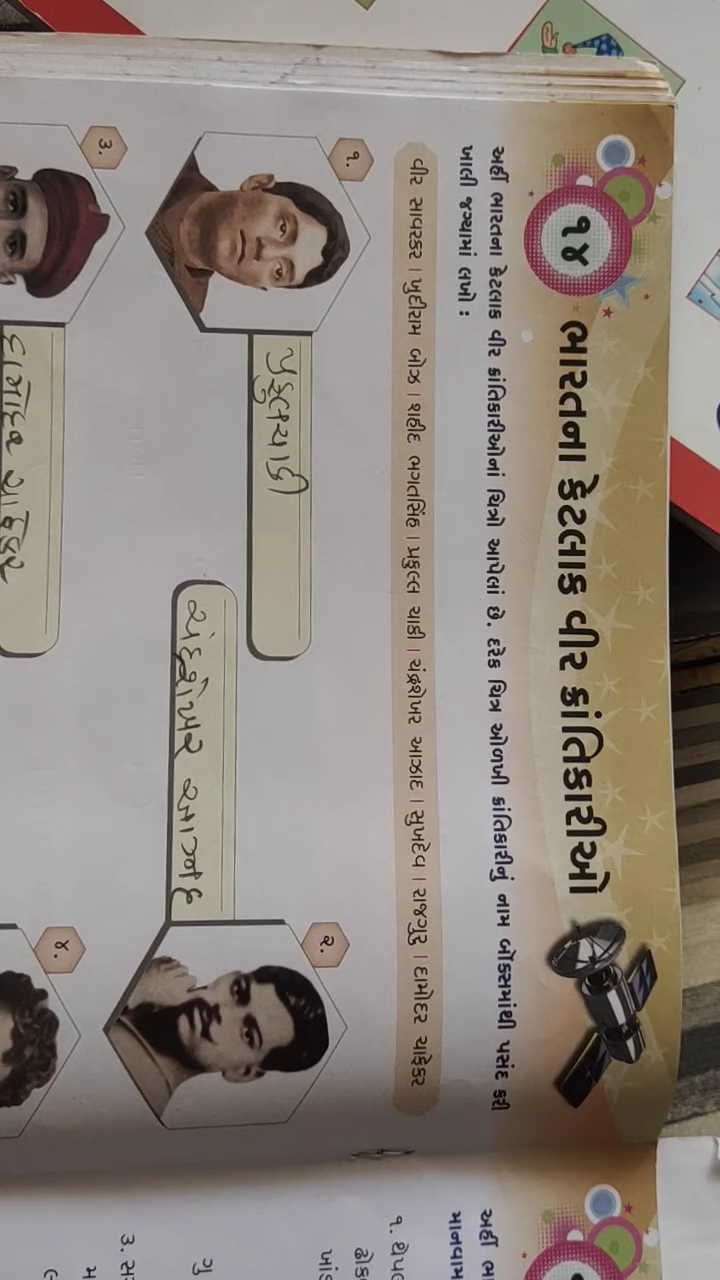 ૧૪
ભારતના કેટલાક વીર ક્રાંતિકારીઓ
અહીં ભારતના કેટલાક વીર ક્રાંતિકારીઓનાં ચિત્રો આપેલાં છે. દરેક ચિત્ર ઓળખી ક્રાંતિકારીનું નામ બોક્સમાંથી પસંદ કરી
ખાલી જગ્યામાં લખો :
વીર સાવરકર | ખુદીરામ બોઝ | શહીદ ભગતસિંહ | પ્રફુલ્લ ચાકી | ચંદ્રશેખર આઝાદ | સુખદેવ | રાજગુરુ | દામોદર ચાફેકર
૧.
પ્રફુલ્લચાકી
૨.
ચંદ્રશેખર આઝાદ
૩.
દામોદર ચાફેકર
૪.
અહીં
૧.
૩.